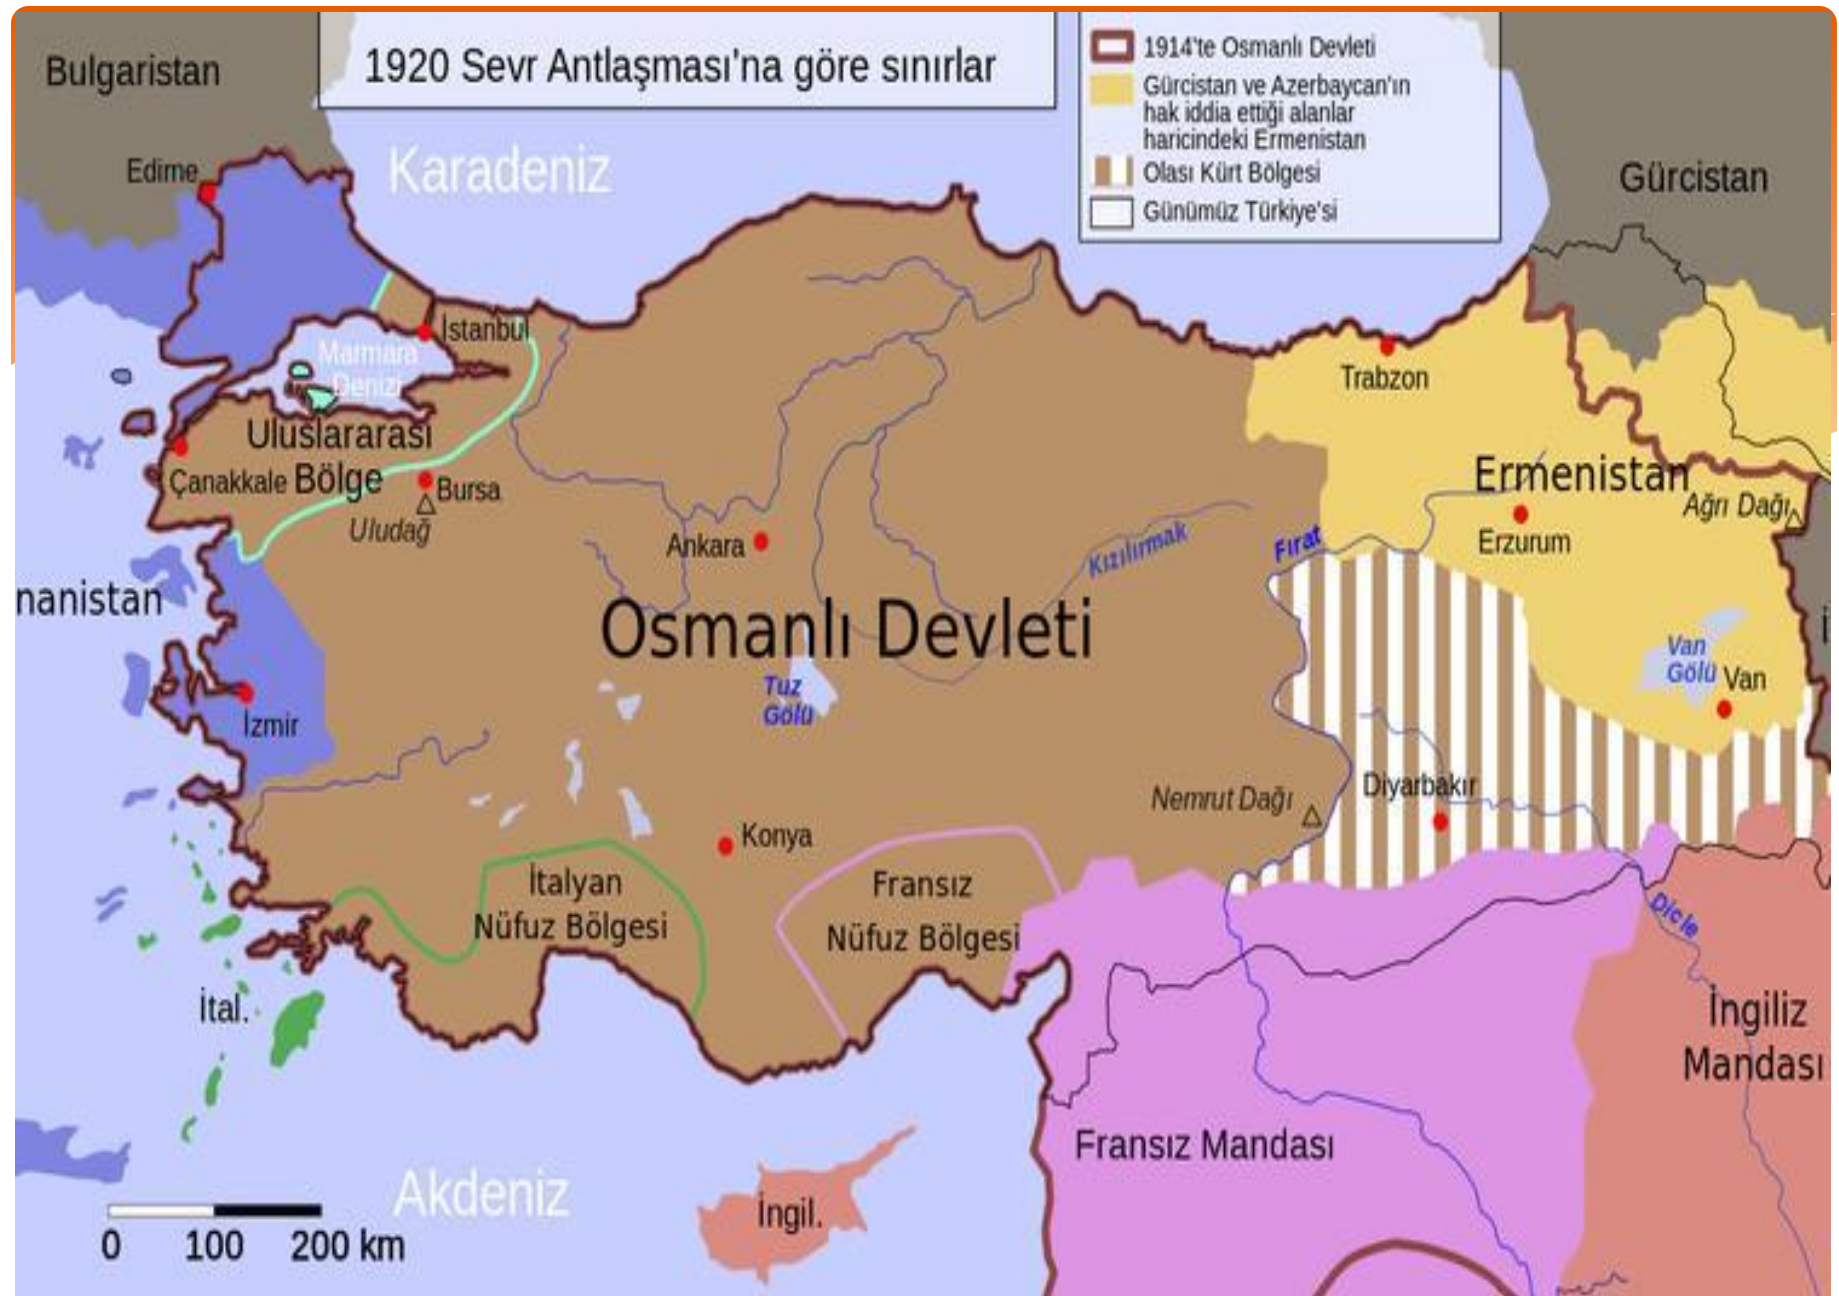 Bulgaristan
1920 Sevr Antlaşması'na göre sınırlar
1914'te Osmanlı Devleti
Gürcistan ve Azerbaycan'ın
hak iddia ettiği alanlar
haricindeki Ermenistan
Olası Kürt Bölgesi
Günümüz Türkiye'si
Karadeniz
Edirne
Gürcistan
İstanbul
Marmara
Denizi
Trabzon
Uluslararası
Bölge
Çanakkale
Bursa
Uludağ
Ermenistan
Ağrı Dağı
Erzurum
Ankara
Kızılırmak
Fırat
nanistan
Osmanlı Devleti
İ
Van
Gölü
Van
Tuz
Gölü
İzmir
Nemrut Dağı
Diyarbakır
Konya
İtalyan
Nüfuz Bölgesi
Fransız
Nüfuz Bölgesi
Dicle
İtal.
İngiliz
Mandası
Fransız Mandası
Akdeniz
İngil.
0 100 200 km